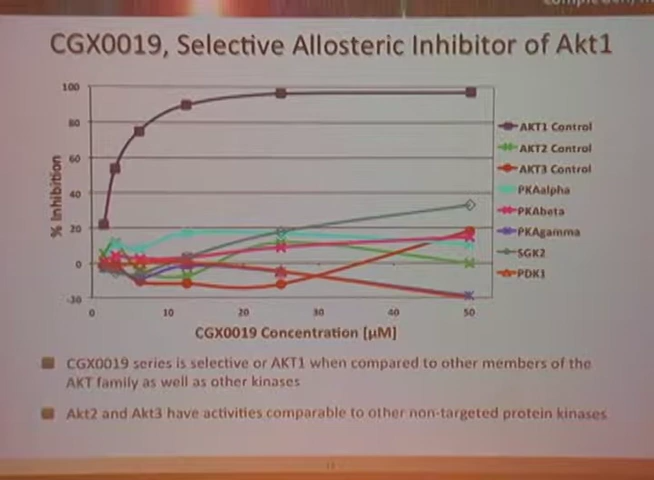 CGX0019, Selective Allosteric Inhibitor of Akt1
100
80
60
40
20
0
-20
% Inhibition
0 10 20 30 40 50
CGX0019 Concentration [µM]
AKT1 Control
AKT2 Control
AKT3 Control
PKAalpha
PKAbeta
PKAgamma
SGK2
PDK1
CGX0019 series is selective or AKT1 when compared to other members of the
AKT family as well as other kinases
Akt2 and Akt3 have activities comparable to other non-targeted protein kinases